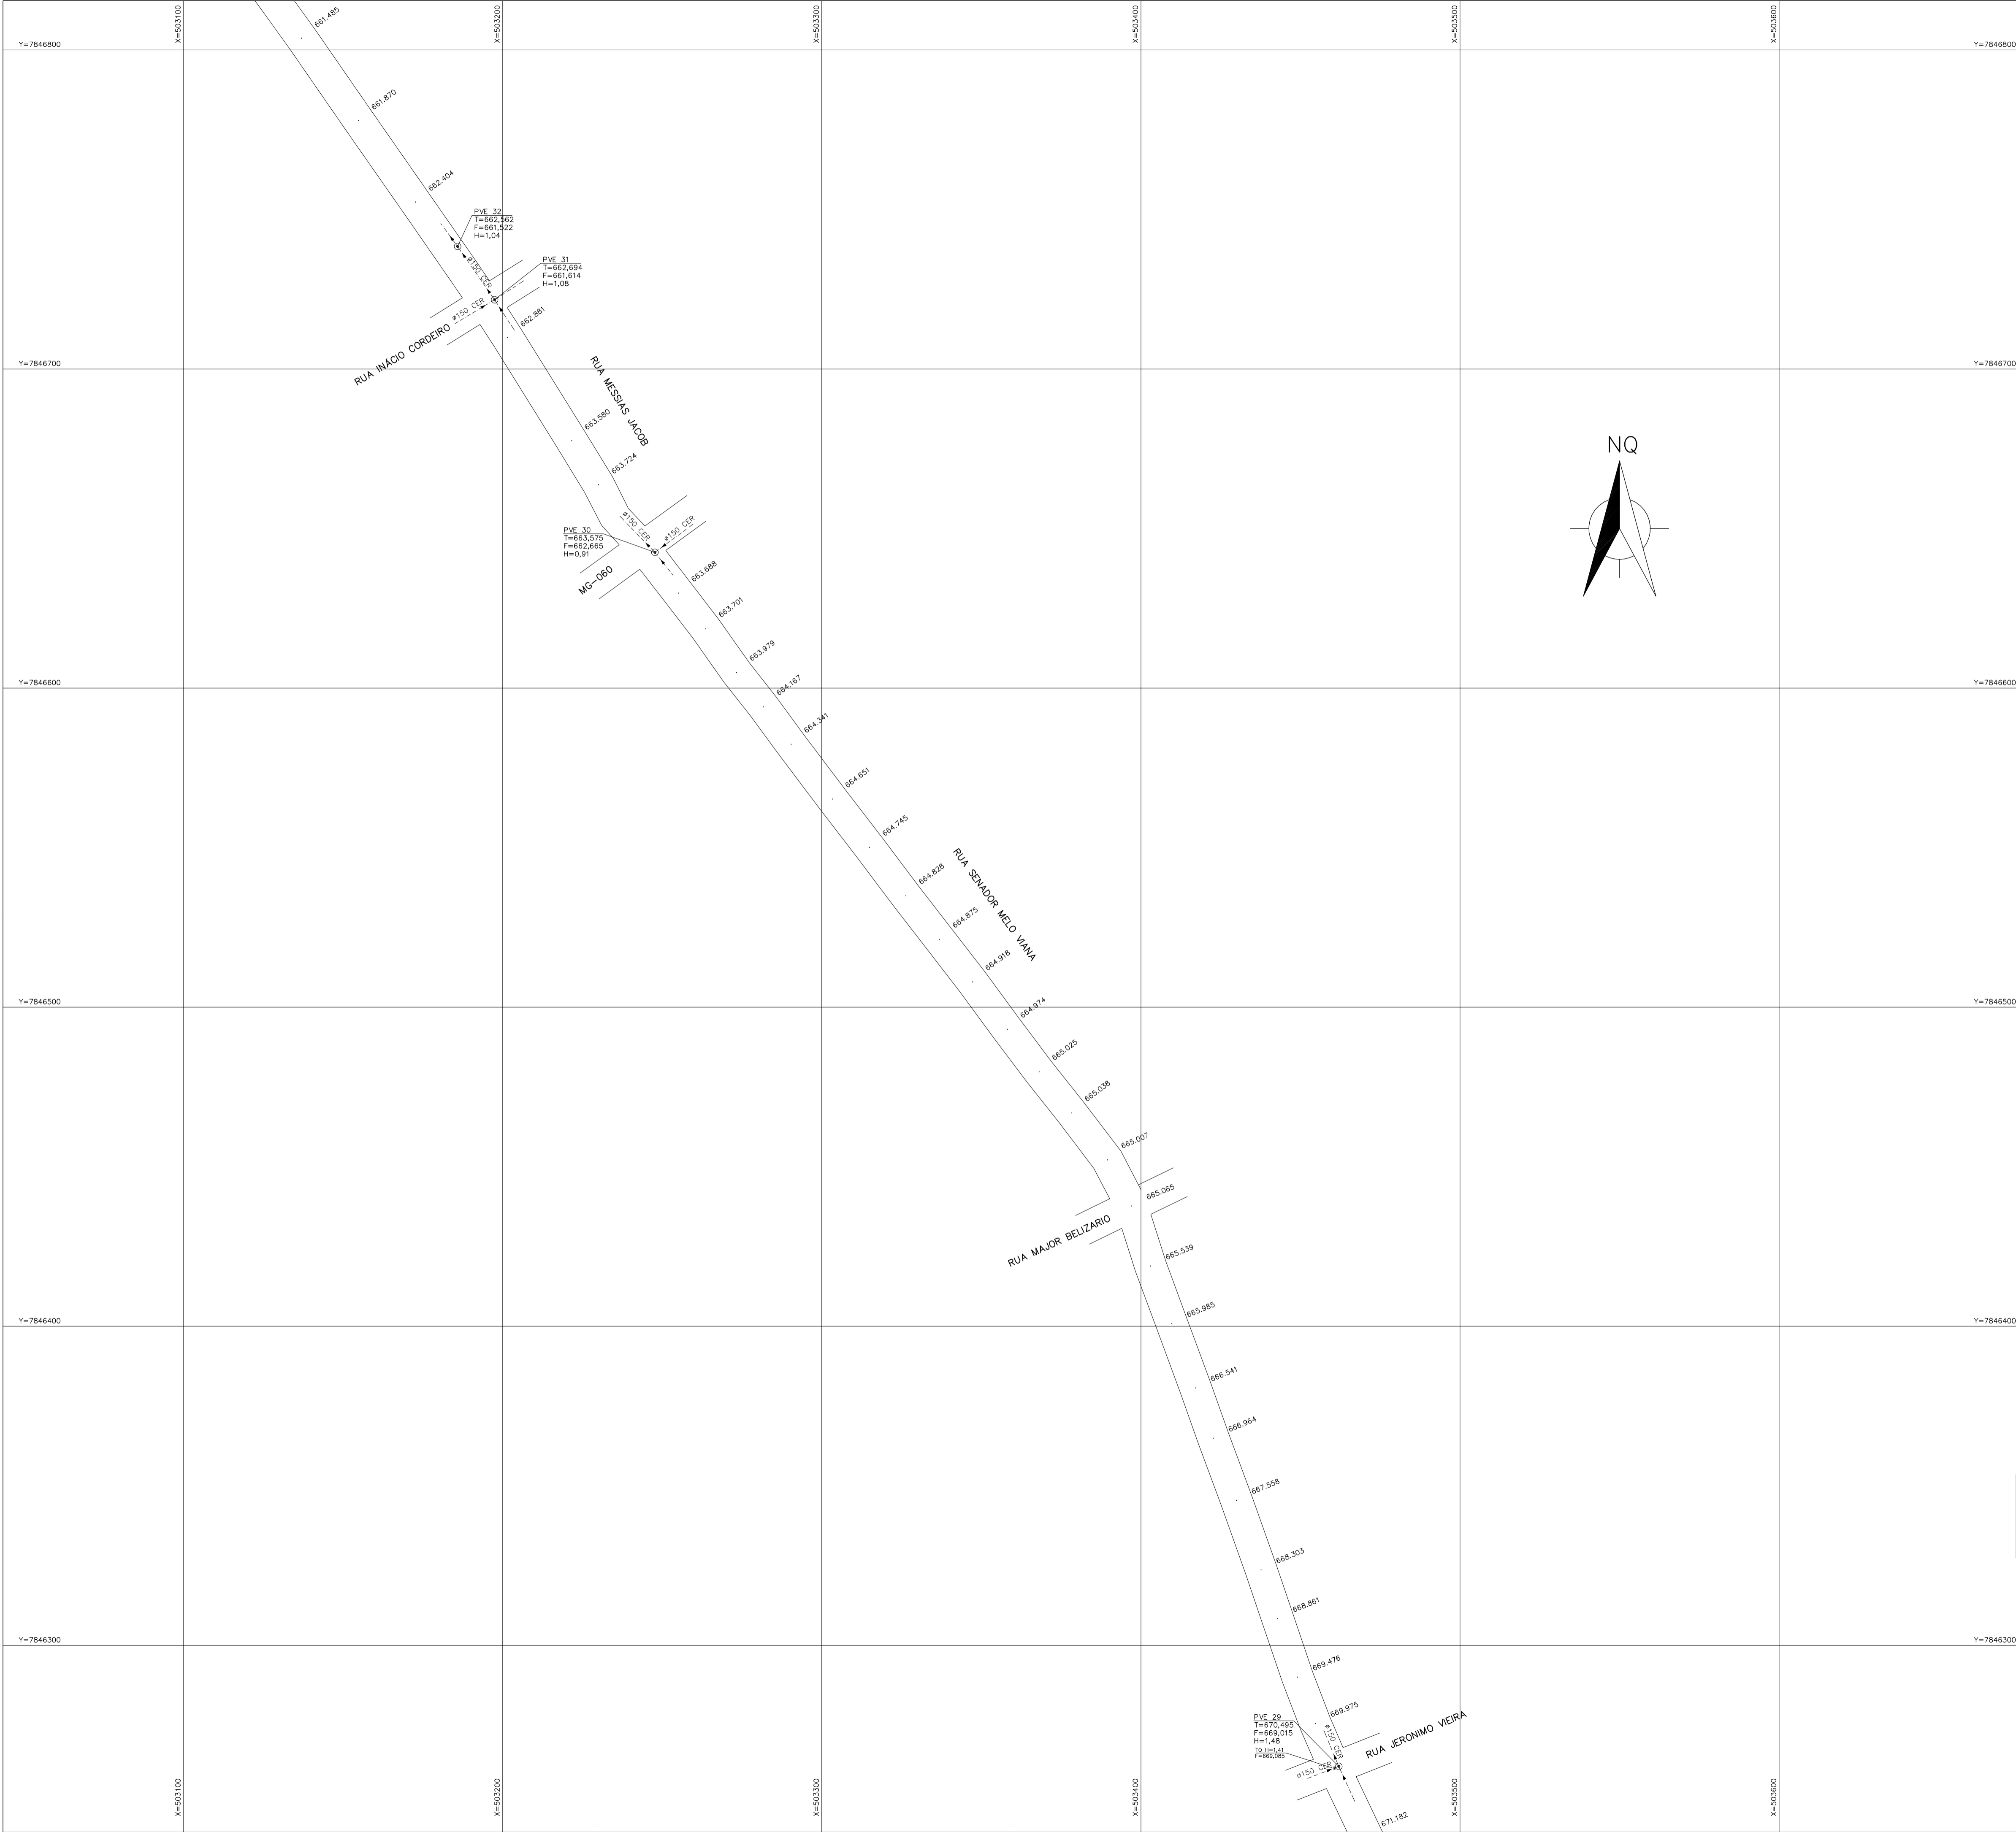 X=503100
X=503200
X=503300
X=503400
X=503500
X=503600
661.485
Y=7846800
Y=7846800
661.870
662.404
PVE 32
T=662,562
F=661,522
H=1,04
PVE 31
T=662,694
F=661,614
H=1,08
ø150 CER
ø150 CER
662.881
RUA INÁCIO CORDEIRO
Y=7846700
Y=7846700
RUA MESSIAS JACOB
663.580
NQ
663.724
ø150 CER
ø150 CER
PVE 30
T=663,575
F=662,665
H=0,91
MG-060
663.688
663.701
663.979
Y=7846600
Y=7846600
664.167
664.341
664.651
664.745
664.828
RUA SENADOR MELO VIANA
664.875
664.918
Y=7846500
Y=7846500
664.974
665.025
665.038
665.007
665.065
RUA MAJOR BELIZARIO
665.539
665.985
Y=7846400
Y=7846400
666.541
666.964
667.558
668.303
668.861
Y=7846300
Y=7846300
669.476
669.975
PVE 29
T=670,495
F=669,015
H=1,48
TQ H=1,41
F=669,085
ø150 CER
RUA JERONIMO VIEIRA
ø150 CER
671.182
X=503100
X=503200
X=503300
X=503400
X=503500
X=503600